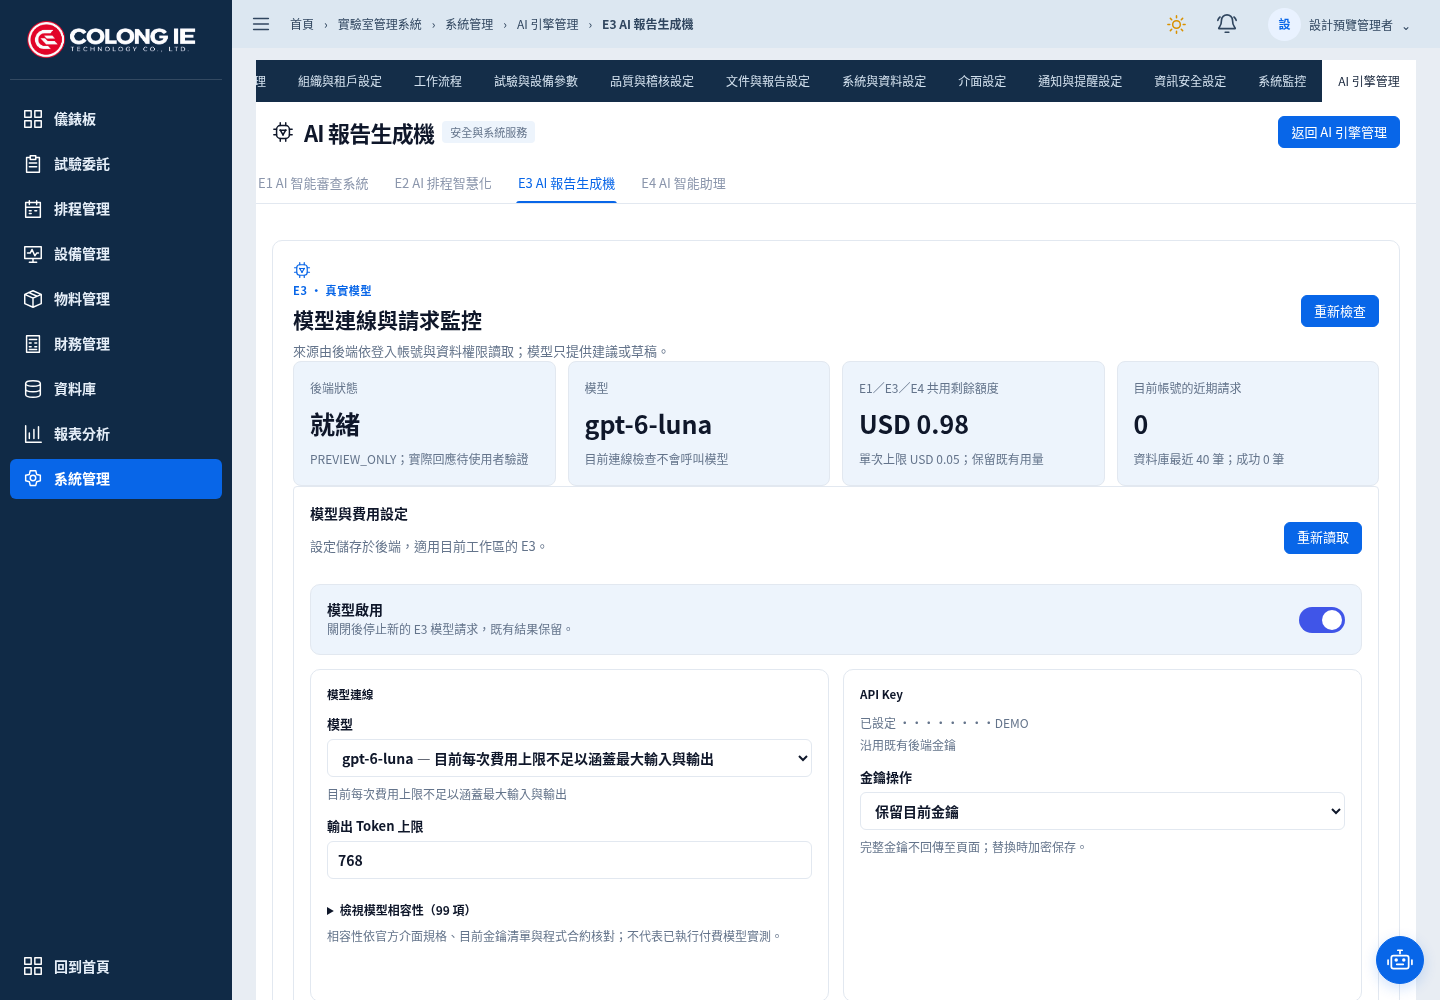 COLONG IE
TECHNOLOGY CO., LTD.
儀錶板
試驗委託
排程管理
設備管理
物料管理
財務管理
資料庫
報表分析
系統管理
回到首頁
首頁 › 實驗室管理系統 › 系統管理 › AI 引擎管理 › E3 AI 報告生成機
設 設計預覽管理者
理 組織與租戶設定 工作流程 試驗與設備參數 品質與稽核設定 文件與報告設定 系統與資料設定 介面設定 通知與提醒設定 資訊安全設定 系統監控 AI 引擎管理
AI 報告生成機 安全與系統服務 返回 AI 引擎管理
E1 AI 智能審查系統 E2 AI 排程智慧化 E3 AI 報告生成機 E4 AI 智能助理
E3 · 真實模型
模型連線與請求監控
重新檢查
來源由後端依登入帳號與資料權限讀取；模型只提供建議或草稿。
後端狀態
就緒
PREVIEW_ONLY；實際回應待使用者驗證
模型
gpt-6-luna
目前連線檢查不會呼叫模型
E1／E3／E4 共用剩餘額度
USD 0.98
單次上限 USD 0.05；保留既有用量
目前帳號的近期請求
0
資料庫最近 40 筆；成功 0 筆
模型與費用設定
設定儲存於後端，適用目前工作區的 E3。
重新讀取
模型啟用
關閉後停止新的 E3 模型請求，既有結果保留。
模型連線
模型
gpt-6-luna — 目前每次費用上限不足以涵蓋最大輸入與輸出
目前每次費用上限不足以涵蓋最大輸入與輸出
輸出 Token 上限
768
▶ 檢視模型相容性（99 項）
相容性依官方介面規格、目前金鑰清單與程式合約核對；不代表已執行付費模型實測。
API Key
已設定 ・・・・・・・・DEMO
沿用既有後端金鑰
金鑰操作
保留目前金鑰
完整金鑰不回傳至頁面；替換時加密保存。